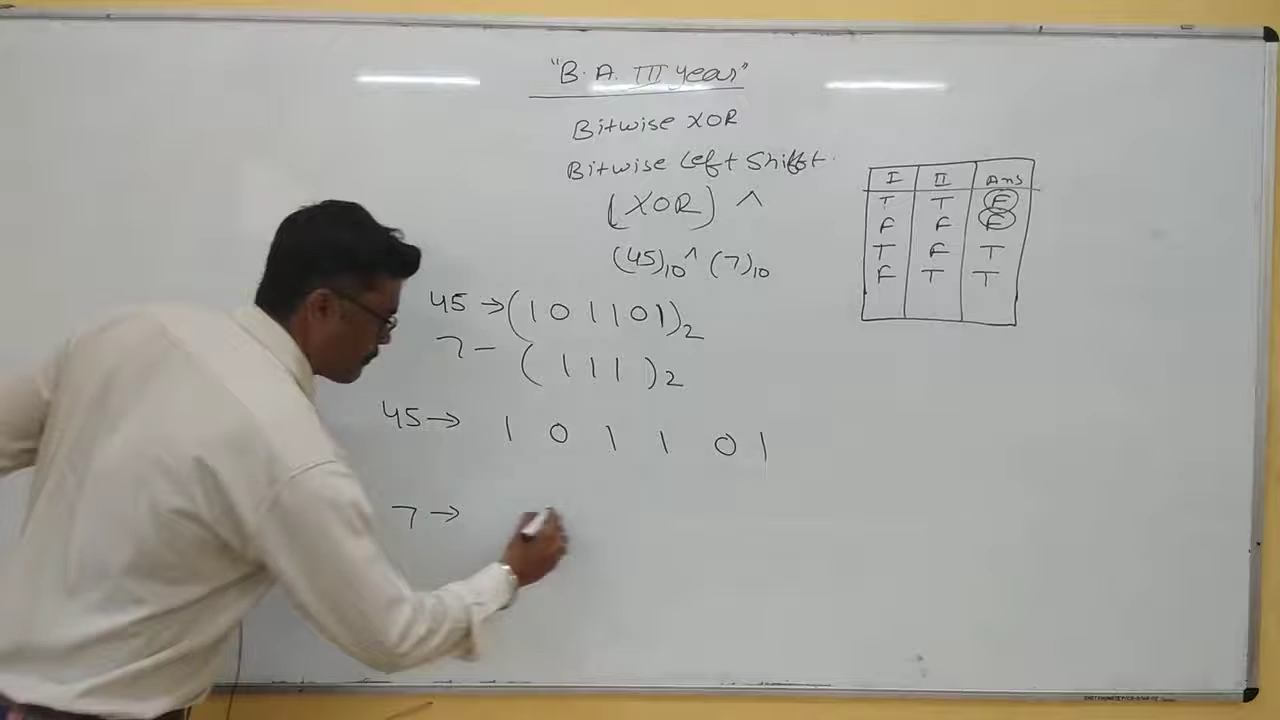 "B.A. III year"
Bitwise XOR
Bitwise Left Shifft.
(XOR) ^
(45)10 ^ (7)10
45 → (101101)2
7 - (111)2
45 → 1 0 1 1 0 1
7 →
I II Ans
T T F
F F F
T F T
F T T